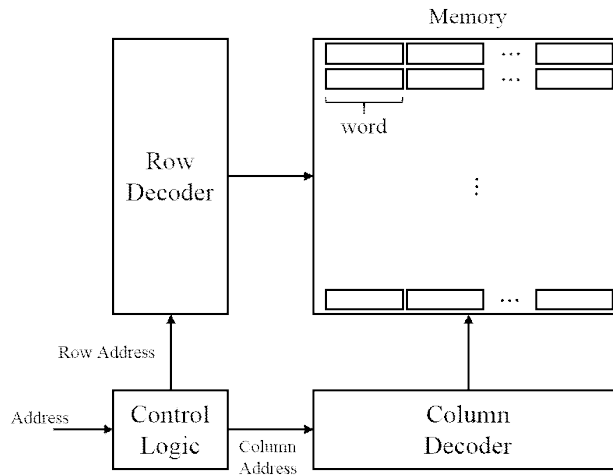 Memory
...
...
word
Row
Decoder
...
...
Row Address
Address
Control
Logic
Column
Address
Column
Decoder